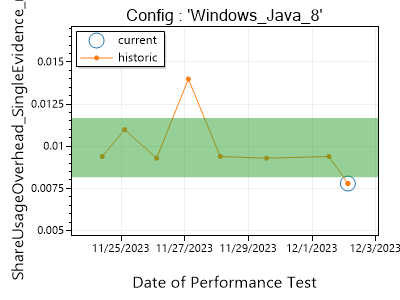 Config : 'Windows_Java_8'
current
historic
0.015
0.0125
0.01
0.0075
0.005
ShareUsageOverhead_SingleEvidence_
11/25/2023
11/27/2023
11/29/2023
12/1/2023
12/3/2023
Date of Performance Test